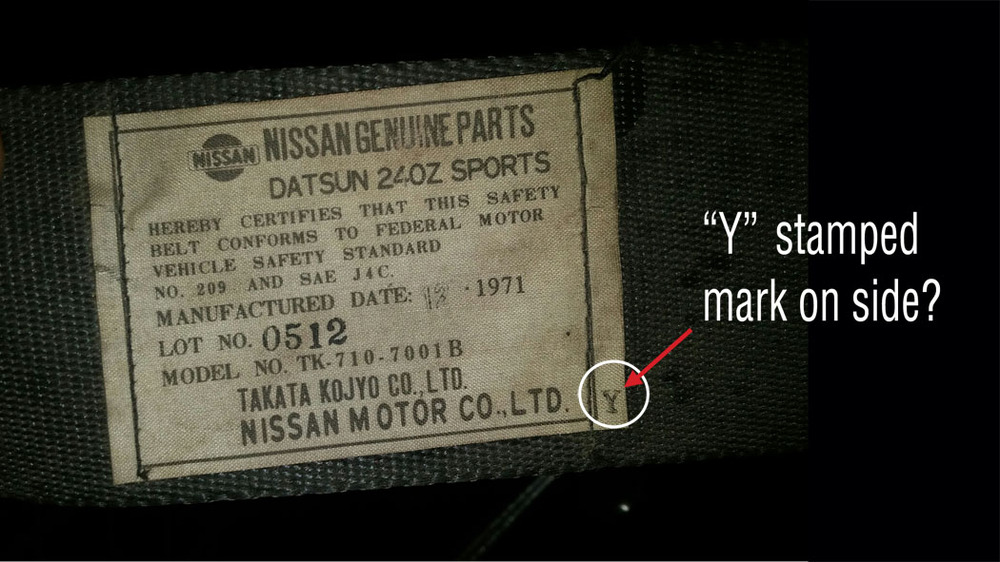 NISSAN
NISSAN GENUINE PARTS
DATSUN 240Z SPORTS
HEREBY CERTIFIES THAT THIS SAFETY
BELT CONFORMS TO FEDERAL MOTOR
VEHICLE SAFETY STANDARD
NO. 209 AND SAE J4C.
MANUFACTURED DATE: · 1971
LOT NO. 0512
MODEL NO. TK-710-7001B
TAKATA KOJYO CO., LTD.
NISSAN MOTOR CO., LTD.
Y
“Y” stamped
mark on side?